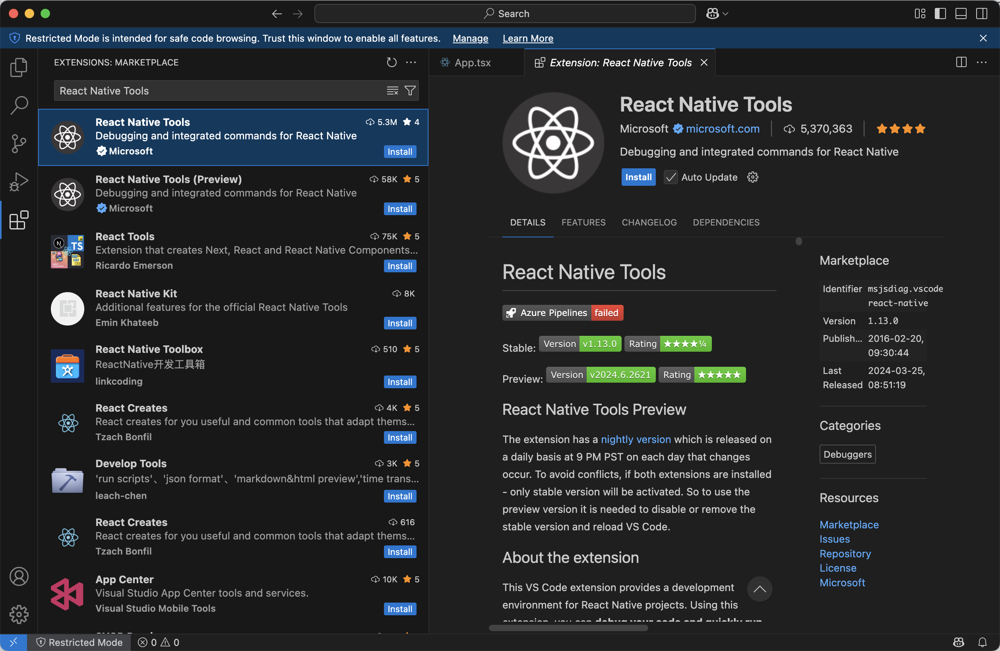 Search
Restricted Mode is intended for safe code browsing. Trust this window to enable all features. Manage Learn More
EXTENSIONS: MARKETPLACE
React Native Tools
React Native Tools 5.3M 4
Debugging and integrated commands for React Native
Microsoft Install
React Native Tools (Preview) 58K 5
Debugging and integrated commands for React Native
Microsoft Install
React Tools 75K 5
Extension that creates Next, React and React Native Components...
Ricardo Emerson Install
React Native Kit 8K
Additional features for the official React Native Tools
Emin Khateeb Install
React Native Toolbox 510 5
ReactNative开发工具箱
linkcoding Install
React Creates 4K 5
React creates for you useful and common tools that adapt thems...
Tzach Bonfil Install
Develop Tools 3K 5
'run scripts'、'json format'、'markdown&html preview','time trans...
leach-chen Install
React Creates 616
React creates for you useful and common tools that adapt thems...
Tzach Bonfil Install
App Center 10K 5
Visual Studio App Center tools and services.
Visual Studio Mobile Tools Install
App.tsx Extension: React Native Tools
React Native Tools
Microsoft microsoft.com 5,370,363
Debugging and integrated commands for React Native
Install Auto Update
DETAILS FEATURES CHANGELOG DEPENDENCIES
React Native Tools
Azure Pipelines failed
Stable: Version v1.13.0 Rating ★★★★¼
Preview: Version v2024.6.2621 Rating ★★★★★
React Native Tools Preview
The extension has a nightly version which is released on
a daily basis at 9 PM PST on each day that changes
occur. To avoid conflicts, if both extensions are installed
- only stable version will be activated. So to use the
preview version it is needed to disable or remove the
stable version and reload VS Code.
About the extension
This VS Code extension provides a development
environment for React Native projects. Using this
extension, you can debug your code and quickly run
Marketplace
Identifier msjsdiag.vscode
react-native
Version 1.13.0
Publish... 2016-02-20,
09:30:44
Last 2024-03-25,
Released 08:51:19
Categories
Debuggers
Resources
Marketplace
Issues
Repository
License
Microsoft
Restricted Mode 0 0